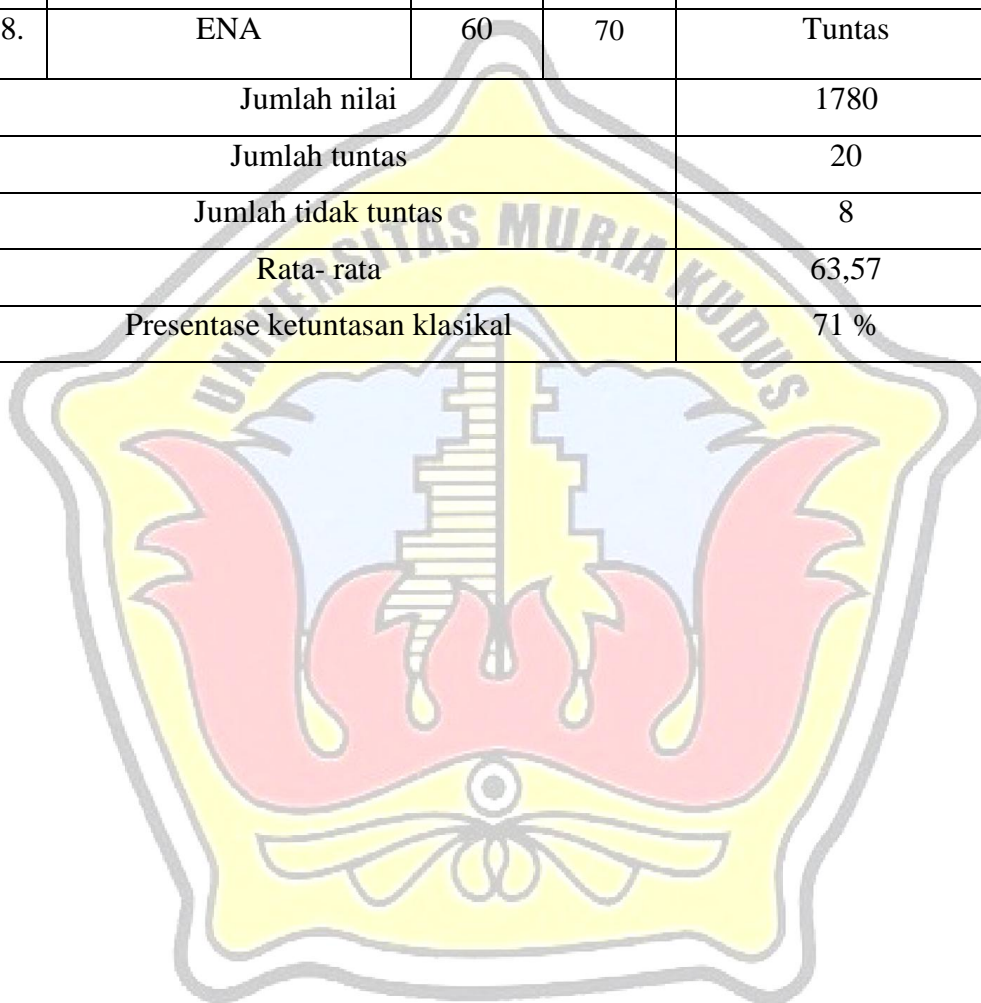 8. ENA 60 70 Tuntas
Jumlah nilai 1780
Jumlah tuntas 20
Jumlah tidak tuntas 8
Rata- rata 63,57
Presentase ketuntasan klasikal 71 %
UNIVERSITAS MURIA KUDUS